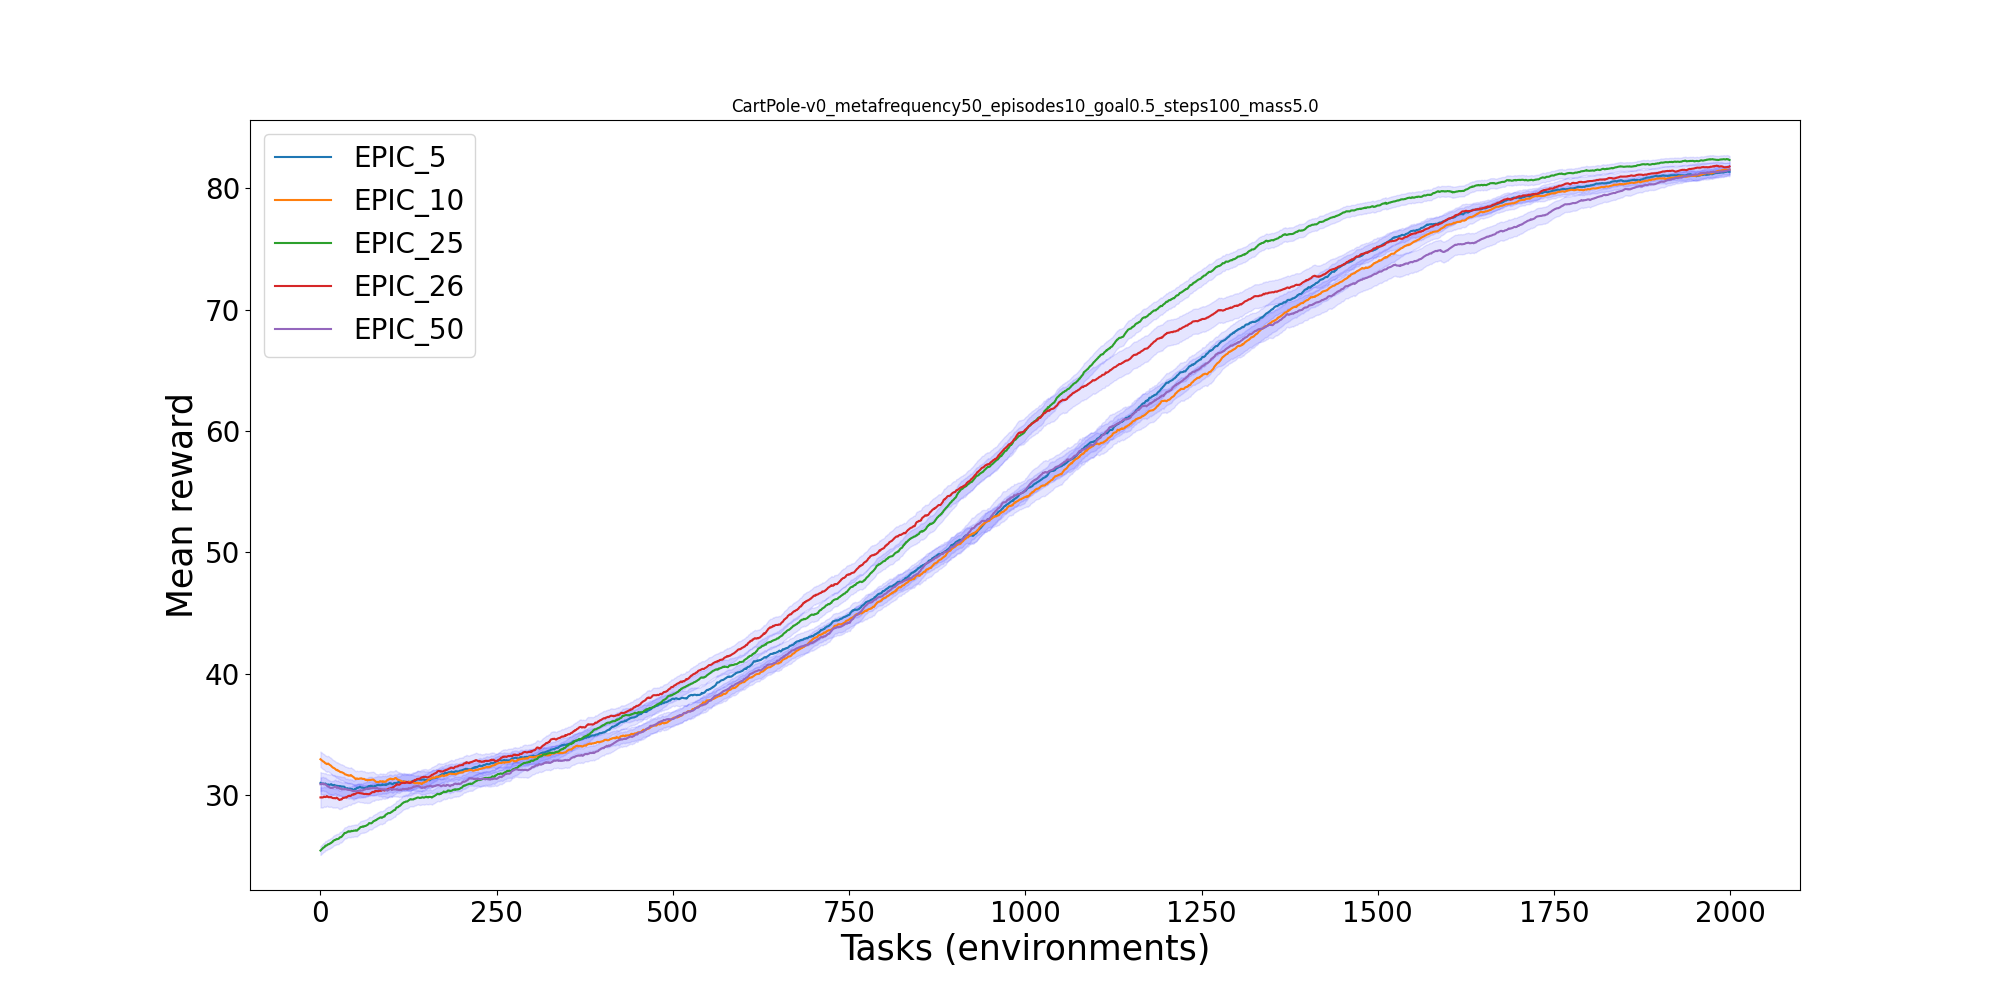 CartPole-v0_metafrequency50_episodes10_goal0.5_steps100_mass5.0
EPIC_5
EPIC_10
EPIC_25
EPIC_26
EPIC_50
Mean reward
80
70
60
50
40
30
0 250 500 750 1000 1250 1500 1750 2000
Tasks (environments)